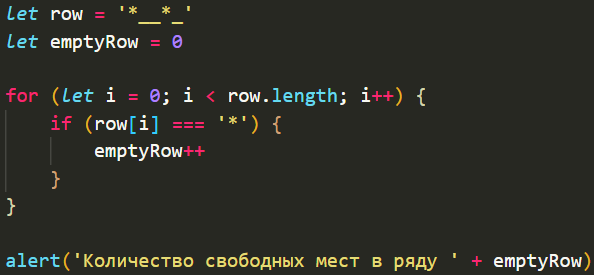 let row = '*__*_'
let emptyRow = 0
for (let i = 0; i < row.length; i++) {
if (row[i] === '*') {
emptyRow++
}
}
alert('Количество свободных мест в ряду ' + emptyRow)